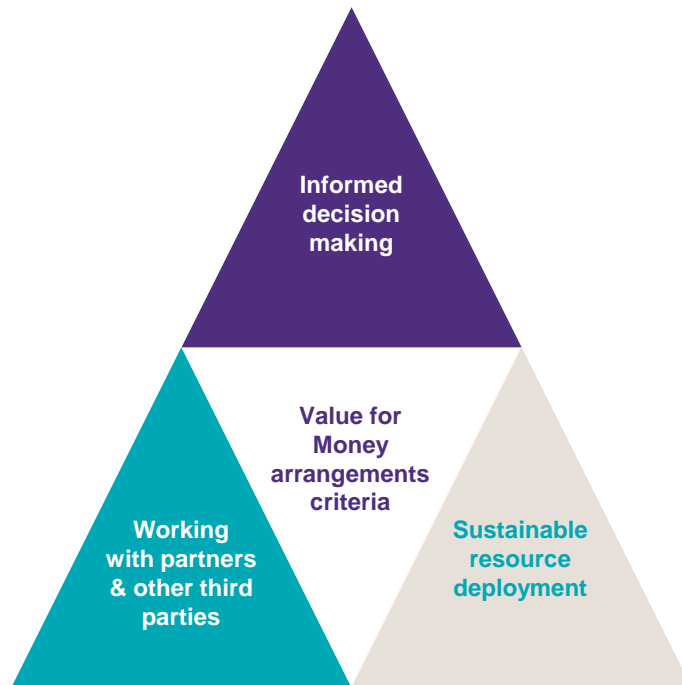 Informed
decision
making
Value for
Money
arrangements
criteria
Working
with partners
& other third
parties
Sustainable
resource
deployment